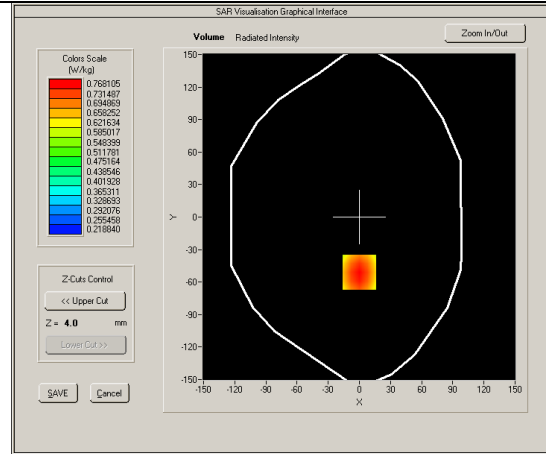 SAR Visualisation Graphical Interface
Volume Radiated Intensity
Zoom In/Out
Colors Scale
(W/kg)
0.768105
0.731487
0.694869
0.658252
0.621634
0.585017
0.548399
0.511781
0.475164
0.438546
0.401928
0.365311
0.328693
0.292076
0.255458
0.218840
Z-Cuts Control
<< Upper Cut
Z = 4.0 mm
Lower Cut >>
SAVE Cancel
150
120
90
60
30
0
-30
-60
-90
-120
-150
Y
-150 -120 -90 -60 -30 0 30 60 90 120 150
X